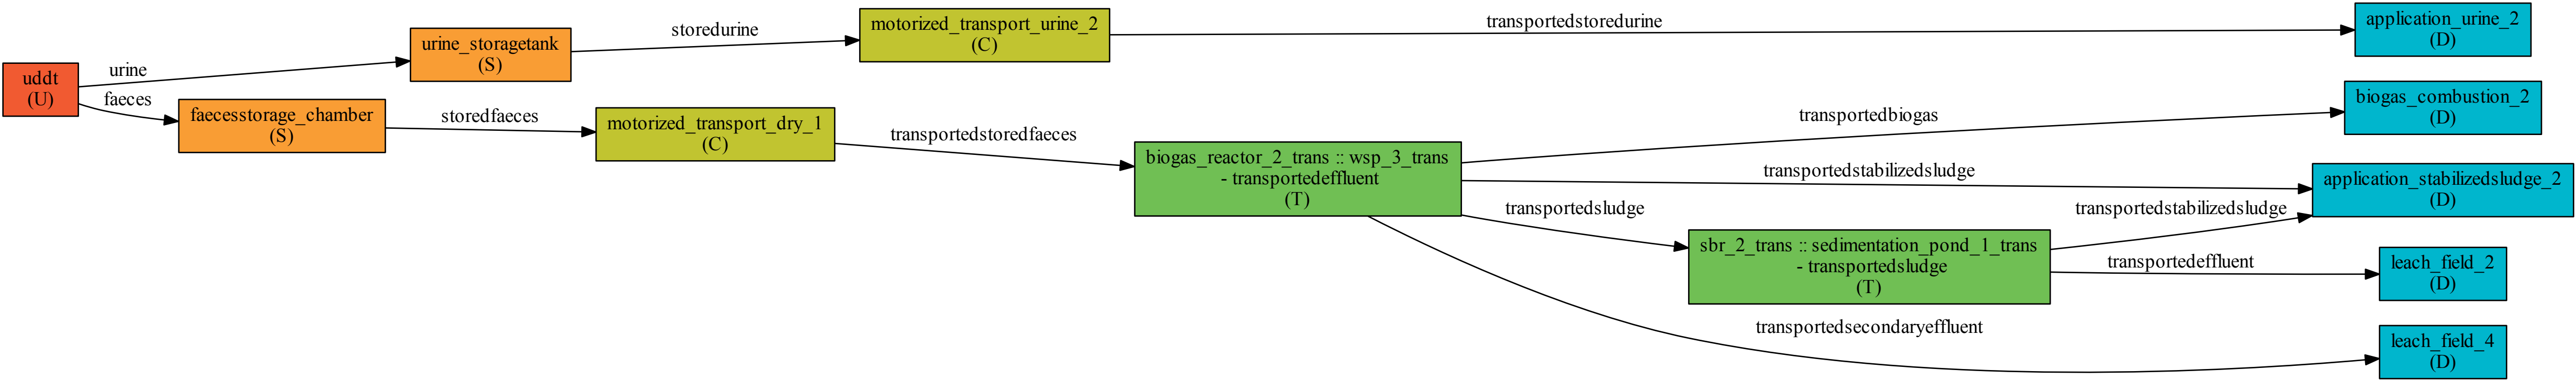 uddt
(U)
urine
faeces
urine_storagetank
(S)
faecesstorage_chamber
(S)
storedurine
storedfaeces
motorized_transport_urine_2
(C)
motorized_transport_dry_1
(C)
transportedstoredurine
transportedstoredfaeces
biogas_reactor_2_trans :: wsp_3_trans
- transportedeffluent
(T)
transportedbiogas
transportedstabilizedsludge
transportedsludge
transportedsecondaryeffluent
sbr_2_trans :: sedimentation_pond_1_trans
- transportedsludge
(T)
transportedstabilizedsludge
transportedeffluent
application_urine_2
(D)
biogas_combustion_2
(D)
application_stabilizedsludge_2
(D)
leach_field_2
(D)
leach_field_4
(D)